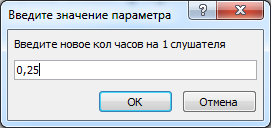 Введите значение параметра
Введите новое кол часов на 1 слушателя
0,25
OK
Отмена